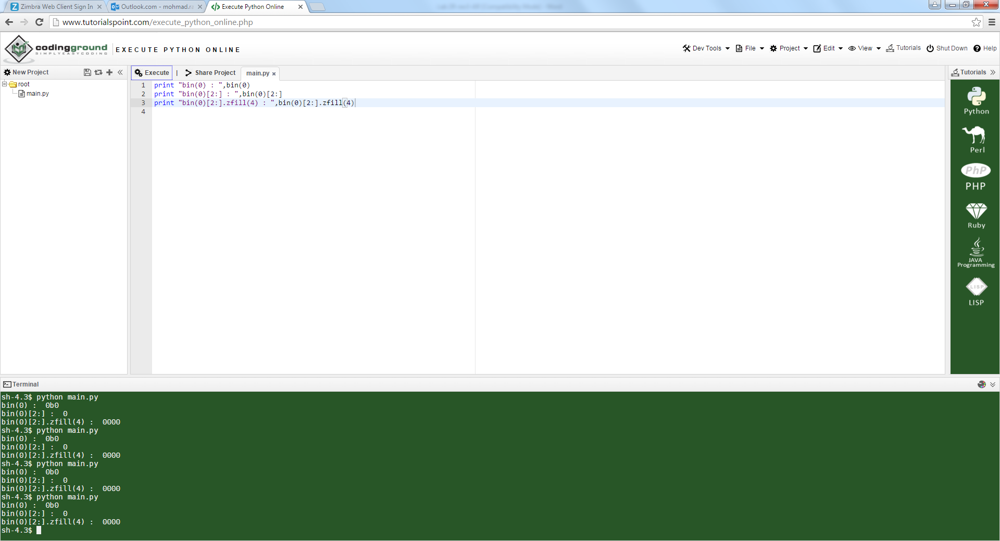 Zimbra Web Client Sign In
Outlook.com - mohmad.ra
Execute Python Online
www.tutorialspoint.com/execute_python_online.php
codingground
SIMPLYEASYCODING
EXECUTE PYTHON ONLINE
Dev Tools
File
Project
Edit
View
Tutorials
Shut Down
Help
New Project
Execute | Share Project
main.py
Tutorials
root
main.py
1 print "bin(0) : ",bin(0)
2 print "bin(0)[2:] : ",bin(0)[2:]
3 print "bin(0)[2:].zfill(4) : ",bin(0)[2:].zfill(4)
4
Python
Perl
PhP
PHP
Ruby
JAVA
Programming
LISP
LISP
Terminal
sh-4.3$ python main.py
bin(0) :  0b0
bin(0)[2:] :  0
bin(0)[2:].zfill(4) :  0000
sh-4.3$ python main.py
bin(0) :  0b0
bin(0)[2:] :  0
bin(0)[2:].zfill(4) :  0000
sh-4.3$ python main.py
bin(0) :  0b0
bin(0)[2:] :  0
bin(0)[2:].zfill(4) :  0000
sh-4.3$ python main.py
bin(0) :  0b0
bin(0)[2:] :  0
bin(0)[2:].zfill(4) :  0000
sh-4.3$